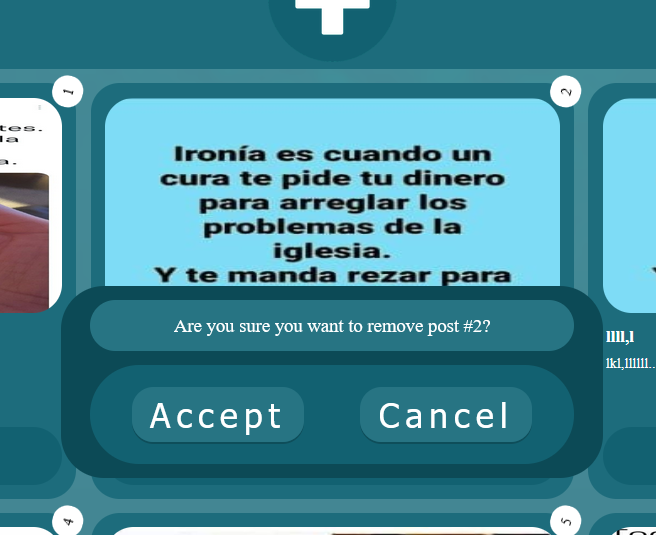 1
2
tes.
la
a.
Ironía es cuando un
cura te pide tu dinero
para arreglar los
problemas de la
iglesia.
Y te manda rezar para
Are you sure you want to remove post #2?
llll,l
lkl,llllll...
Accept
Cancel
4
5